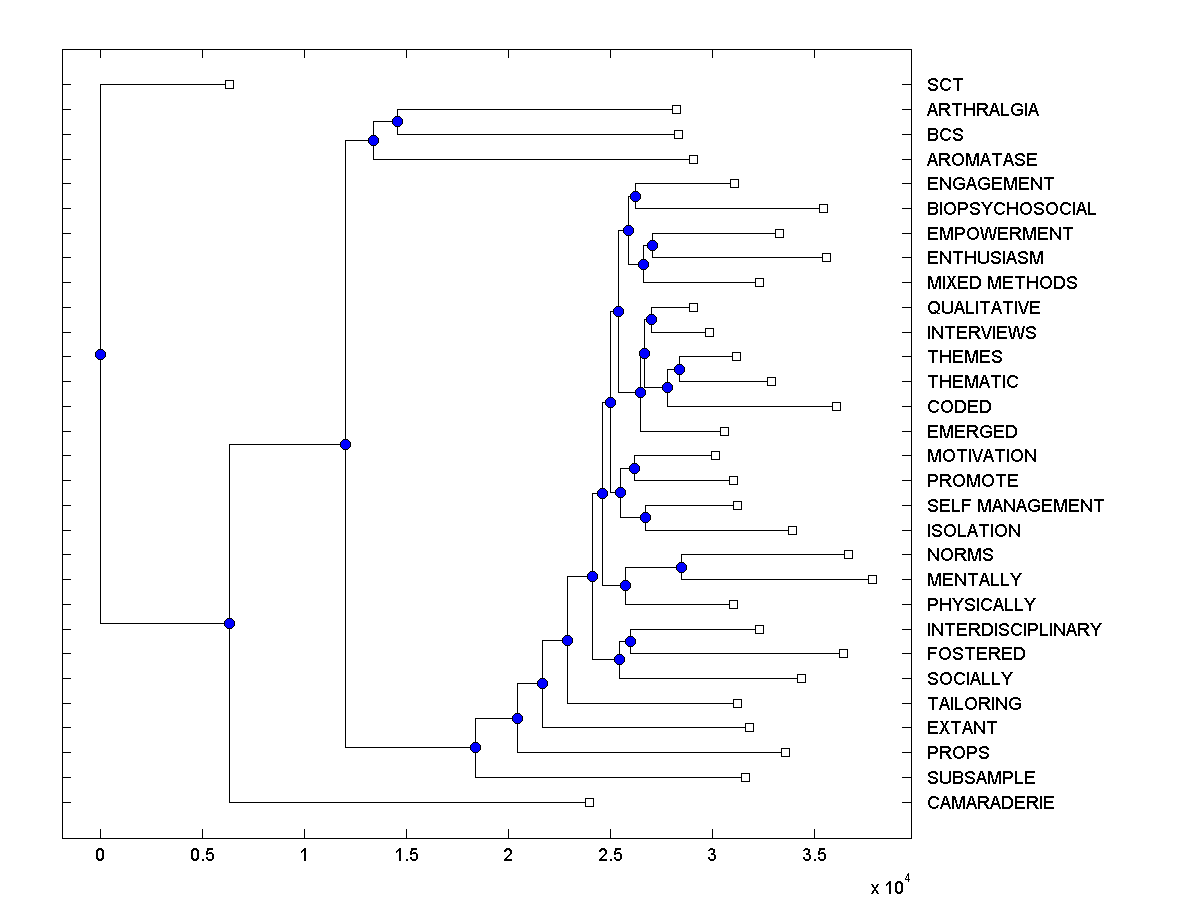 SCT
ARTHRALGIA
BCS
AROMATASE
ENGAGEMENT
BIOPSYCHOSOCIAL
EMPOWERMENT
ENTHUSIASM
MIXED METHODS
QUALITATIVE
INTERVIEWS
THEMES
THEMATIC
CODED
EMERGED
MOTIVATION
PROMOTE
SELF MANAGEMENT
ISOLATION
NORMS
MENTALLY
PHYSICALLY
INTERDISCIPLINARY
FOSTERED
SOCIALLY
TAILORING
EXTANT
PROPS
SUBSAMPLE
CAMARADERIE
0 0.5 1 1.5 2 2.5 3 3.5
x 10^4